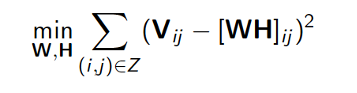 min W,H ∑ (i,j)∈Z (V_ij − [WH]_ij)²